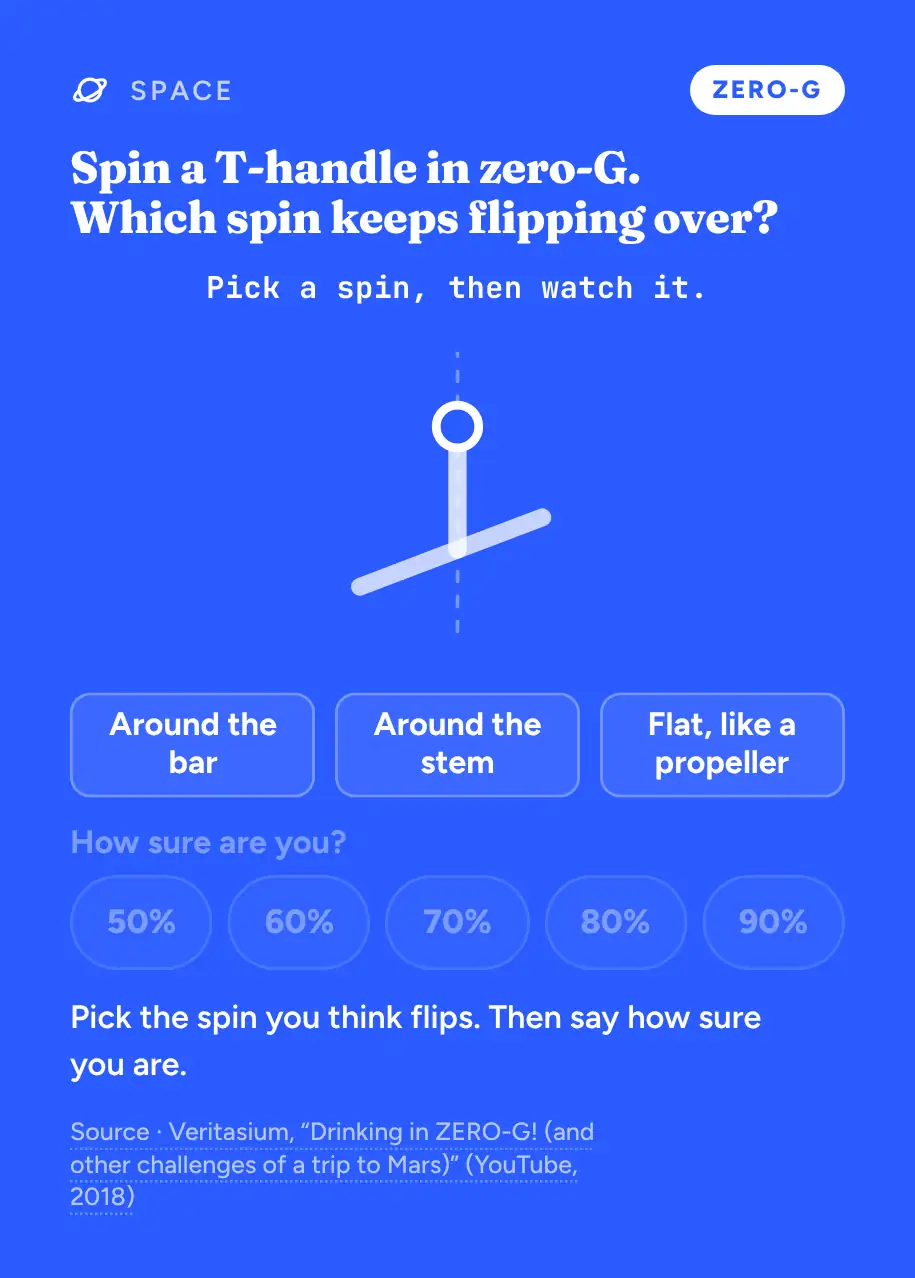 SPACE
ZERO-G
Spin a T-handle in zero-G.
Which spin keeps flipping over?
Pick a spin, then watch it.
Around the
bar
Around the
stem
Flat, like a
propeller
How sure are you?
50%
60%
70%
80%
90%
Pick the spin you think flips. Then say how sure
you are.
Source · Veritasium, “Drinking in ZERO-G! (and
other challenges of a trip to Mars)” (YouTube,
2018)